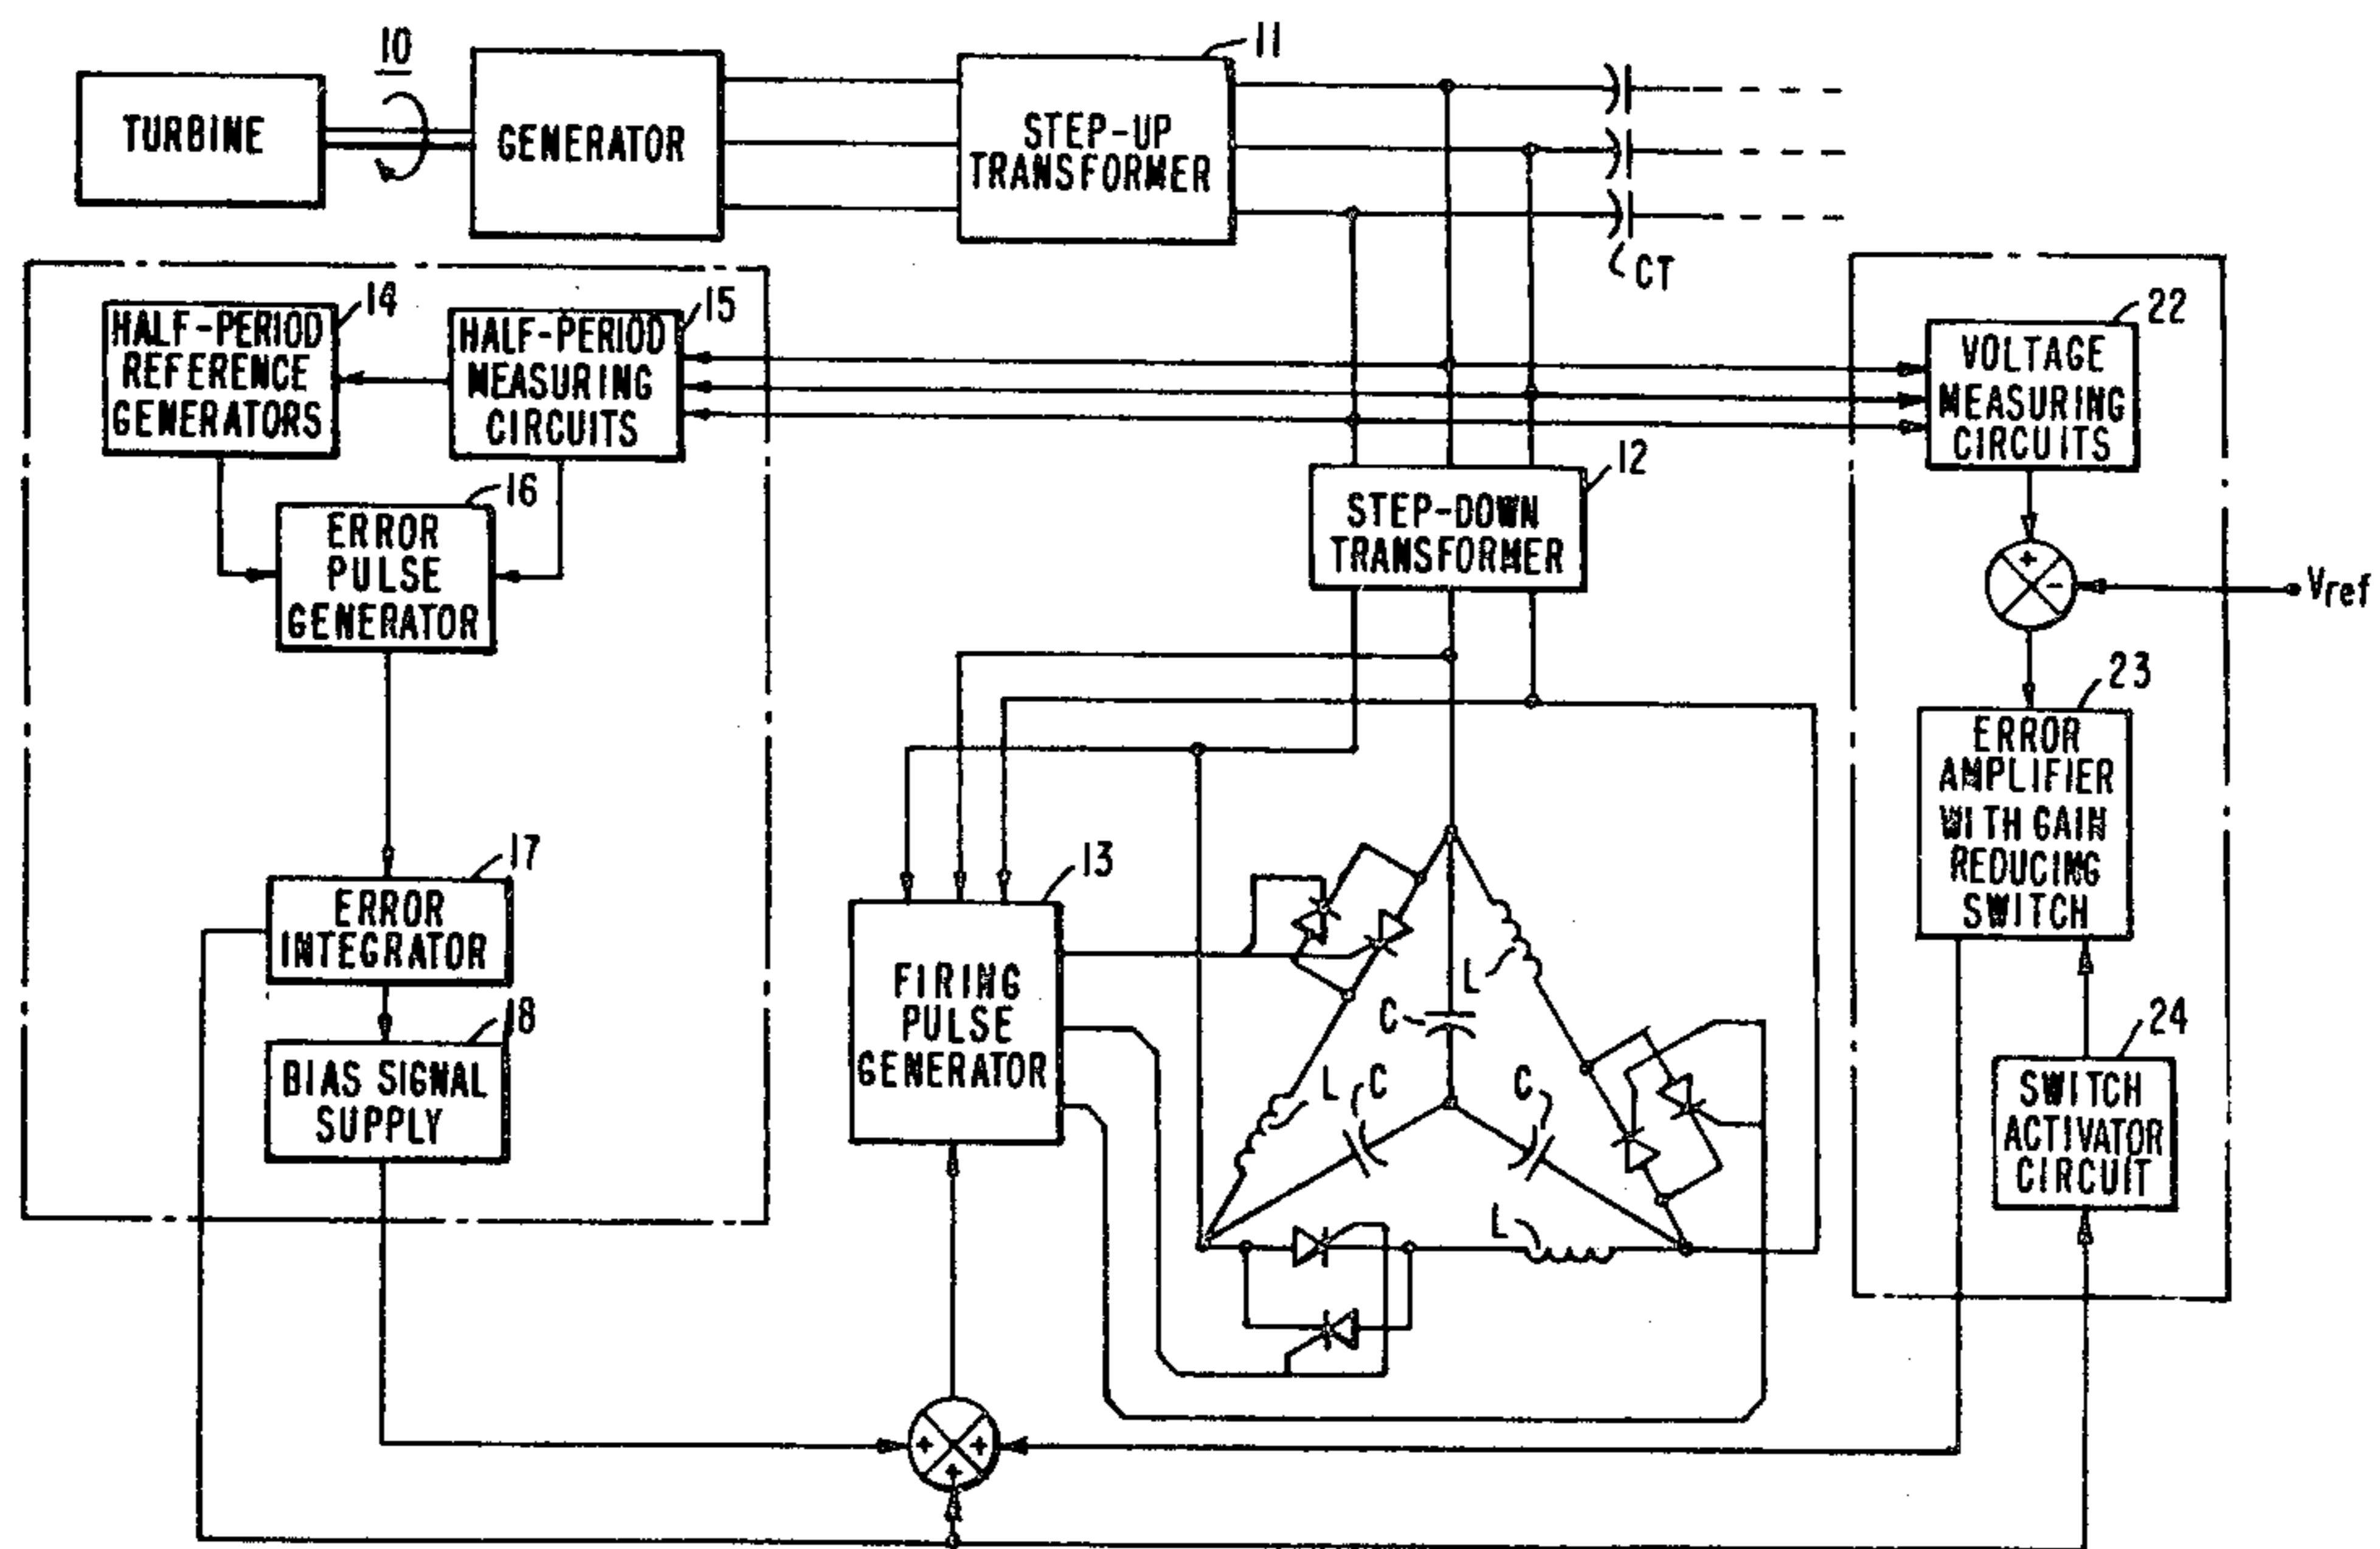 10
11
TURBINE
GENERATOR
STEP-UP
TRANSFORMER
CT
14
HALF-PERIOD
REFERENCE
GENERATORS
15
HALF-PERIOD
MEASURING
CIRCUITS
22
VOLTAGE
MEASURING
CIRCUITS
16
ERROR
PULSE
GENERATOR
12
STEP-DOWN
TRANSFORMER
+
-
Vref
23
ERROR
AMPLIFIER
WITH GAIN
REDUCING
SWITCH
17
ERROR
INTEGRATOR
13
FIRING
PULSE
GENERATOR
18
BIAS SIGNAL
SUPPLY
L
C
L
C
C
L
24
SWITCH
ACTIVATOR
CIRCUIT
+
+
+